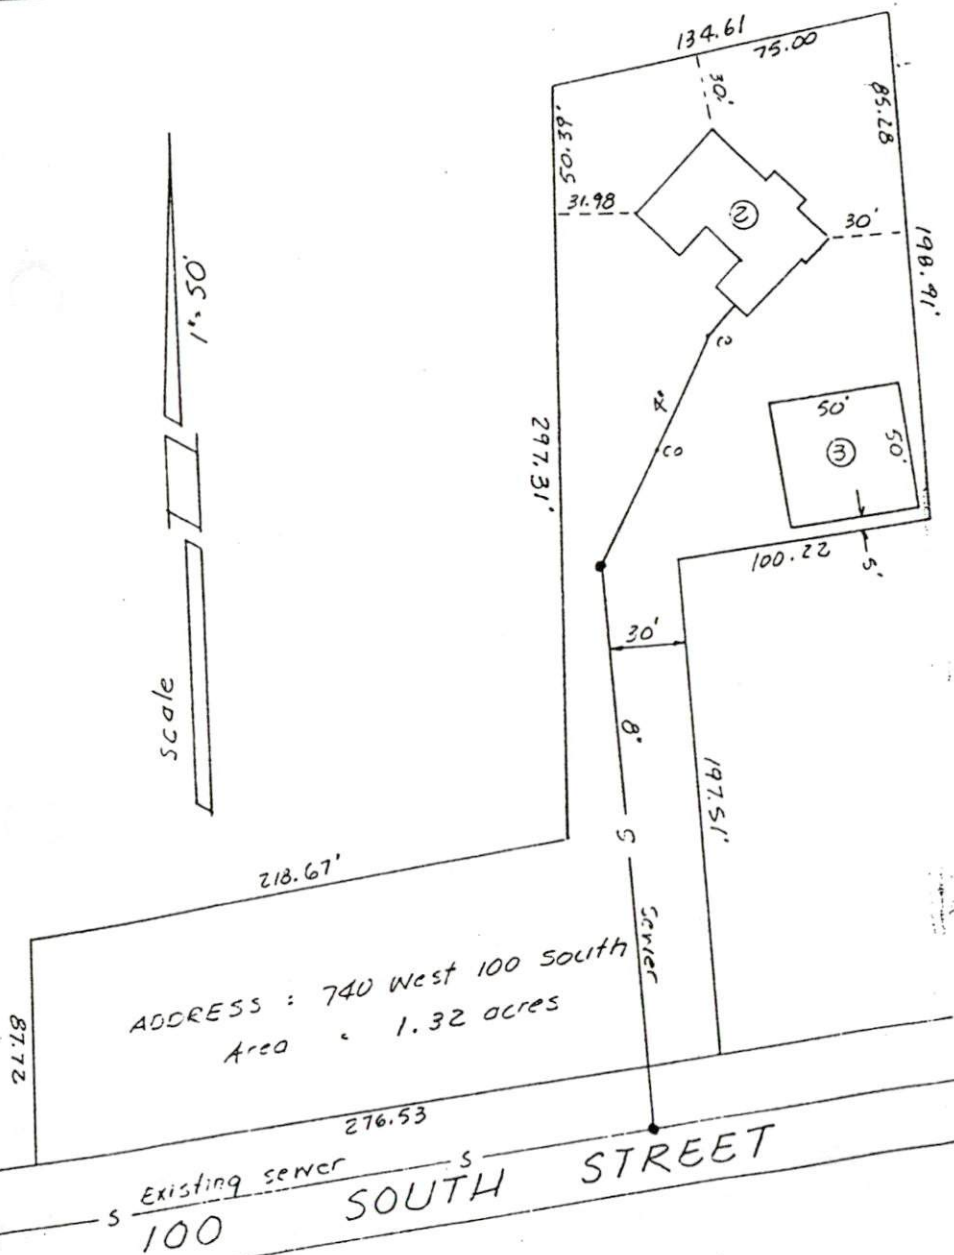 134.61
75.00
30'
50.39'
85.28
31.98
2
30'
198.91'
1"=50'
co
50'
50'
3
co
297.31'
100.22
5'
30'
8"
scale
197.51'
S
218.67'
Sewer
ADDRESS : 740 West 100 South
Area : 1.32 acres
87.72
276.53
Existing sewer
S
S
100 SOUTH STREET